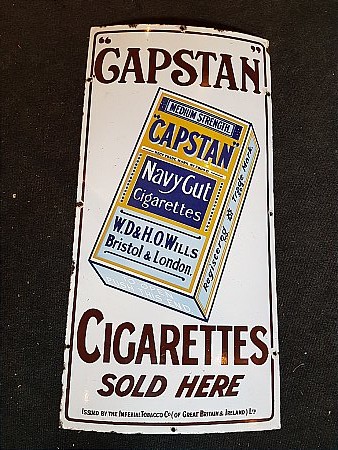 "CAPSTAN"
MEDIUM STRENGTH.
"CAPSTAN"
Navy Cut
Cigarettes
W.D. & H.O. WILLS
Bristol & London.
Registered Trade Mark
CIGARETTES
SOLD HERE
ISSUED BY THE IMPERIAL TOBACCO CO (OF GREAT BRITAIN & IRELAND) LTD